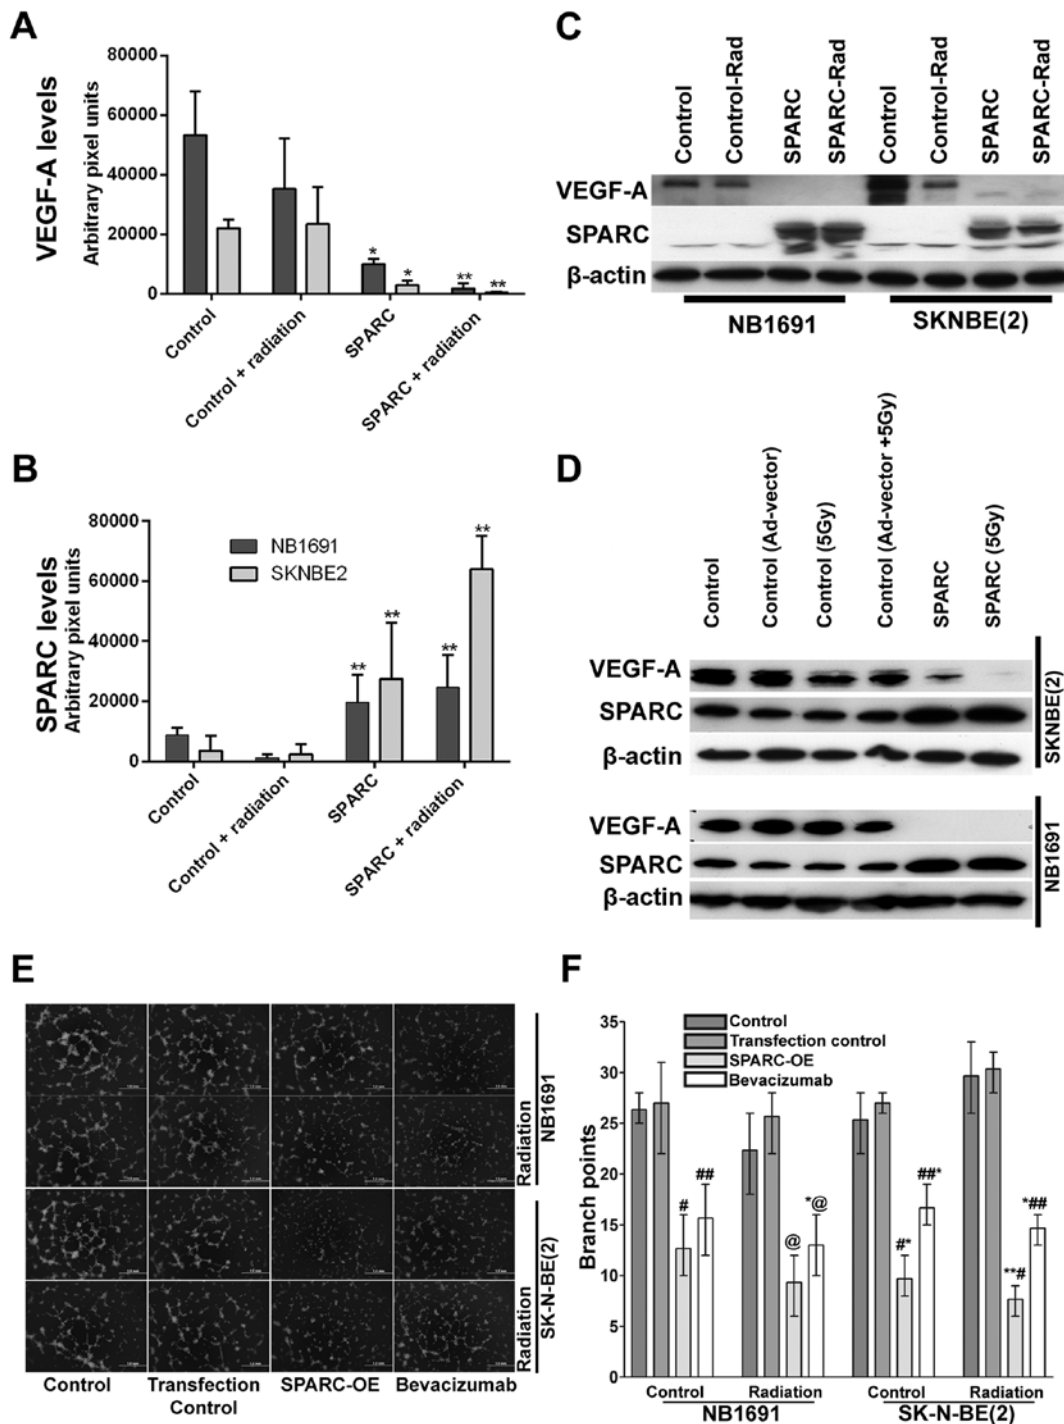 A
VEGF-A levels
Arbitrary pixel units
80000
60000
40000
20000
0
*
*
**
**
Control
Control + radiation
SPARC
SPARC + radiation
B
SPARC levels
Arbitrary pixel units
80000
60000
40000
20000
0
NB1691
SKNBE2
**
**
**
**
Control
Control + radiation
SPARC
SPARC + radiation
C
Control
Control-Rad
SPARC
SPARC-Rad
Control
Control-Rad
SPARC
SPARC-Rad
VEGF-A
SPARC
β-actin
NB1691
SKNBE(2)
D
Control
Control (Ad-vector)
Control (5Gy)
Control (Ad-vector +5Gy)
SPARC
SPARC (5Gy)
VEGF-A
SPARC
β-actin
SKNBE(2)
VEGF-A
SPARC
β-actin
NB1691
E
Radiation
NB1691
Radiation
SK-N-BE(2)
Control
Transfection
Control
SPARC-OE
Bevacizumab
F
Branch points
35
30
25
20
15
10
5
0
Control
Transfection control
SPARC-OE
Bevacizumab
#
##
@
*@
#*
##*
**#
*##
Control
Radiation
Control
Radiation
NB1691
SK-N-BE(2)